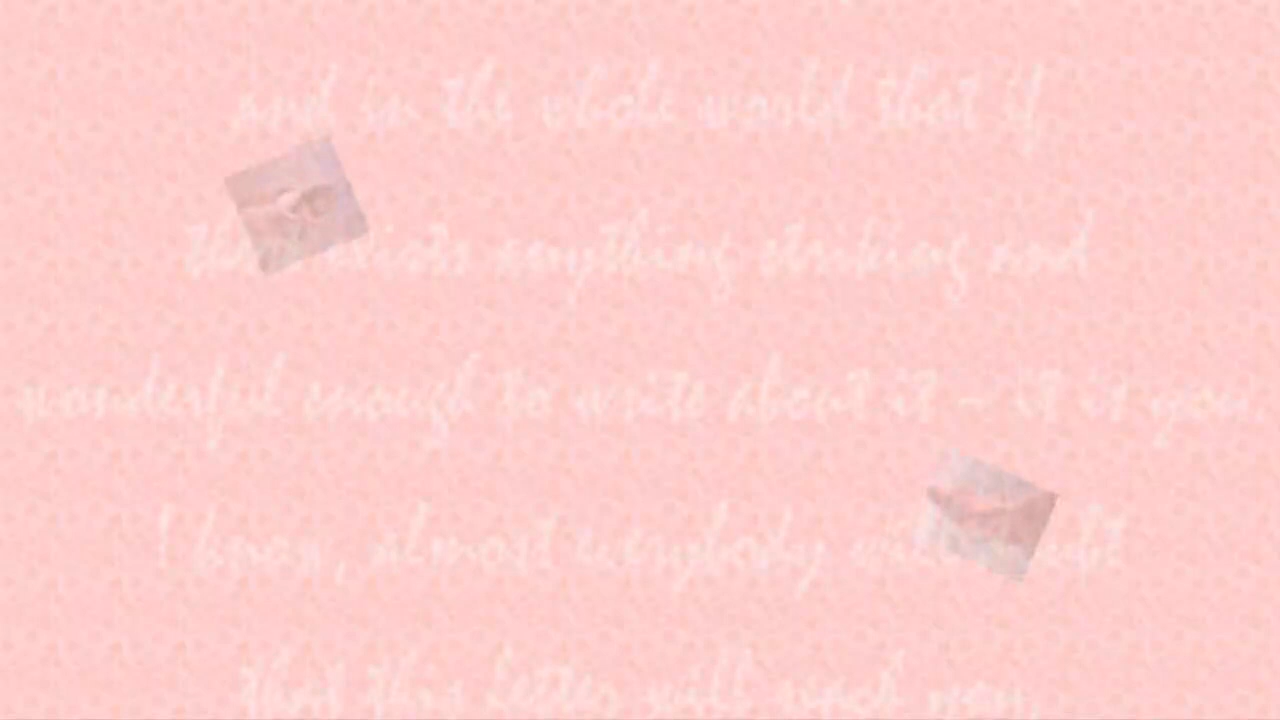 and in the whole world that if
anything striking and
wonderful enough to write about it - it is you.
I know, almost everybody will
that this letter will reach you.